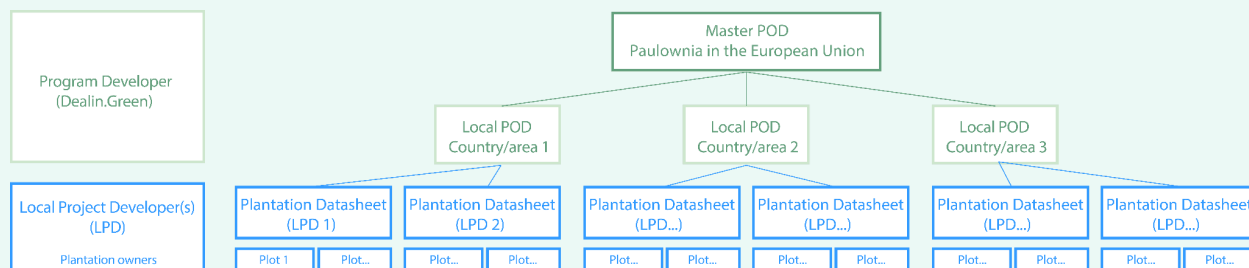 Master POD
Paulownia in the European Union
Program Developer
(Dealin.Green)
Local POD
Country/area 1
Local POD
Country/area 2
Local POD
Country/area 3
Local Project Developer(s)
(LPD)
Plantation owners
Plantation Datasheet
(LPD 1)
Plantation Datasheet
(LPD 2)
Plantation Datasheet
(LPD...)
Plantation Datasheet
(LPD...)
Plantation Datasheet
(LPD...)
Plantation Datasheet
(LPD...)
Plot 1
Plot...
Plot...
Plot...
Plot...
Plot...
Plot...
Plot...
Plot...
Plot...
Plot...
Plot...